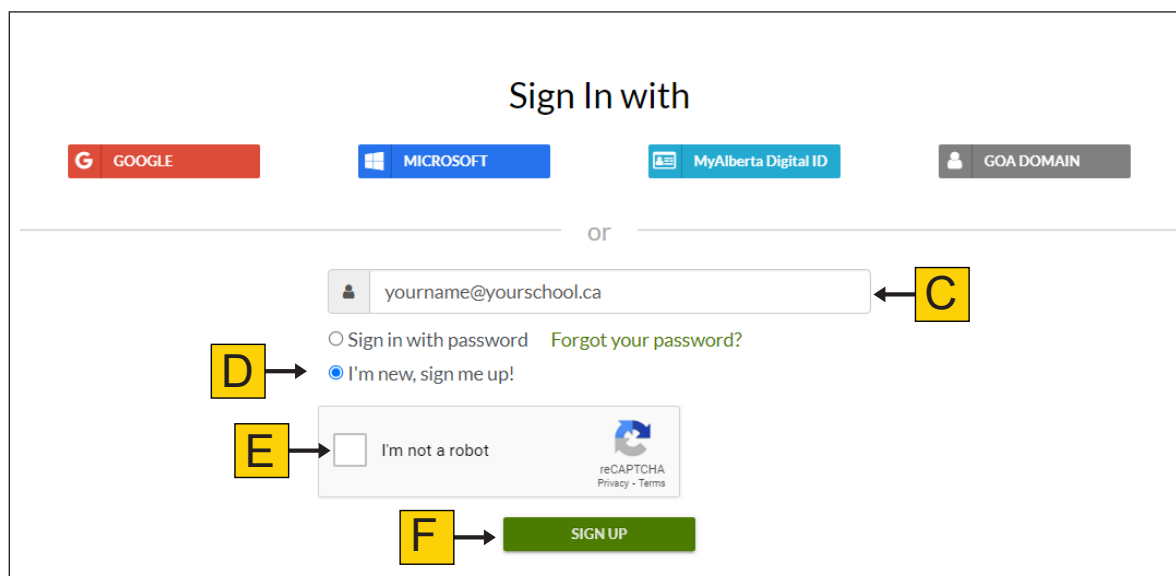 Sign In with
G GOOGLE
MICROSOFT
MyAlberta Digital ID
GOA DOMAIN
or
yourname@yourschool.ca
C
Sign in with password Forgot your password?
D
I'm new, sign me up!
E
I'm not a robot
reCAPTCHA
Privacy - Terms
F
SIGN UP